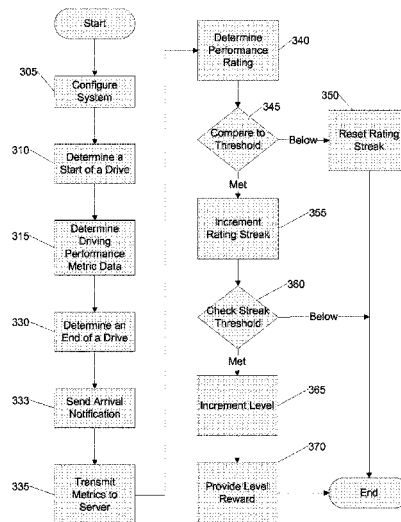 Start
305
Configure
System
310
Determine a
Start of a Drive
315
Determine
Driving
Performance
Metric Data
330
Determine an
End of a Drive
333
Send Arrival
Notification
335
Transmit
Metrics to
Server
340
Determine
Performance
Rating
345
Compare to
Threshold
Below
350
Reset Rating
Streak
Met
355
Increment
Rating Streak
360
Check Streak
Threshold
Below
Met
365
Increment Level
370
Provide Level
Reward
End